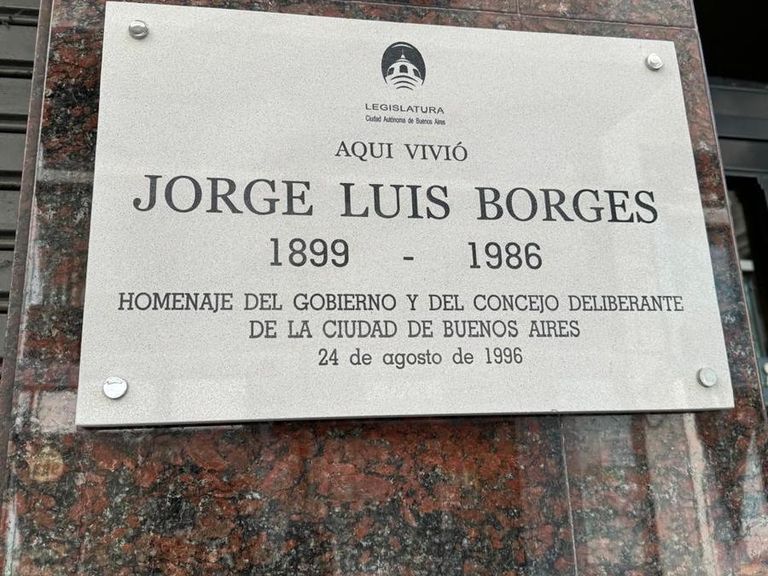 LEGISLATURA
Ciudad Autónoma de Buenos Aires
AQUI VIVIÓ
JORGE LUIS BORGES
1899 - 1986
HOMENAJE DEL GOBIERNO Y DEL CONCEJO DELIBERANTE
DE LA CIUDAD DE BUENOS AIRES
24 de agosto de 1996